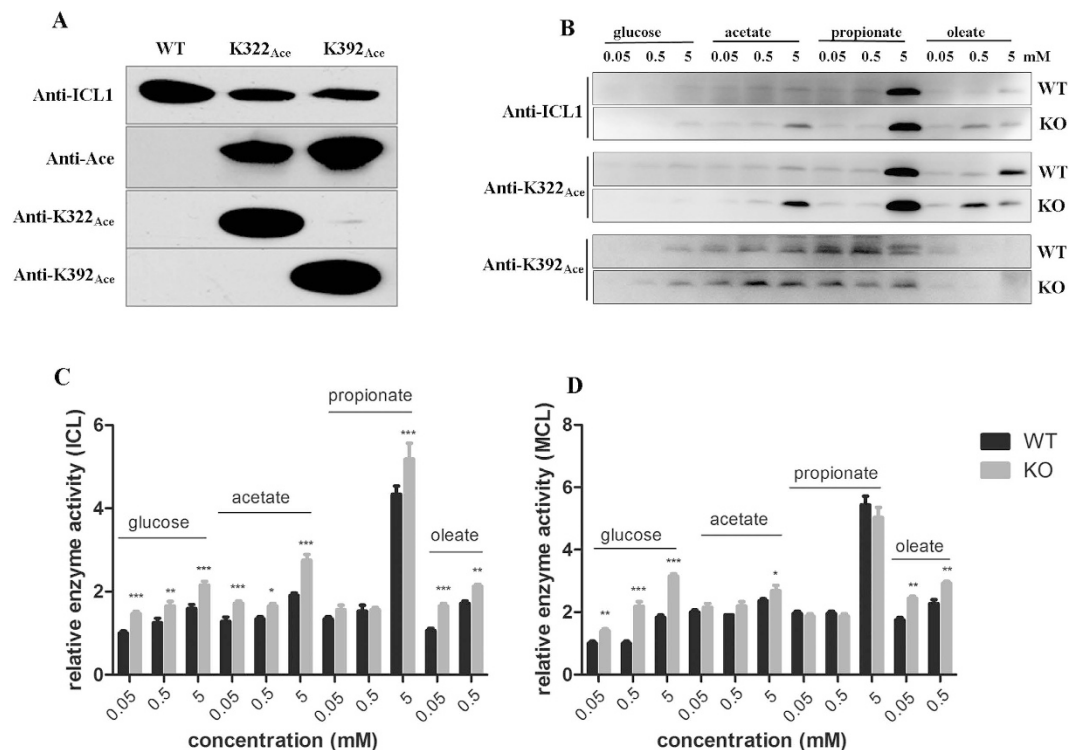 A
WT K322Ace K392Ace
Anti-ICL1
Anti-Ace
Anti-K322Ace
Anti-K392Ace
B
glucose acetate propionate oleate
0.05 0.5 5 0.05 0.5 5 0.05 0.5 5 0.05 0.5 5 mM
WT
Anti-ICL1
KO
WT
Anti-K322Ace
KO
WT
Anti-K392Ace
KO
C
relative enzyme activity (ICL)
6
4
2
0
glucose
acetate
propionate
oleate
*** ** *** *** * *** *** *** **
0.05 0.5 5 0.05 0.5 5 0.05 0.5 5 0.05 0.5
concentration (mM)
D
relative enzyme activity (MCL)
8
6
4
2
0
glucose
acetate
propionate
oleate
** *** *** * ** **
0.05 0.5 5 0.05 0.5 5 0.05 0.5 5 0.05 0.5
concentration (mM)
WT
KO